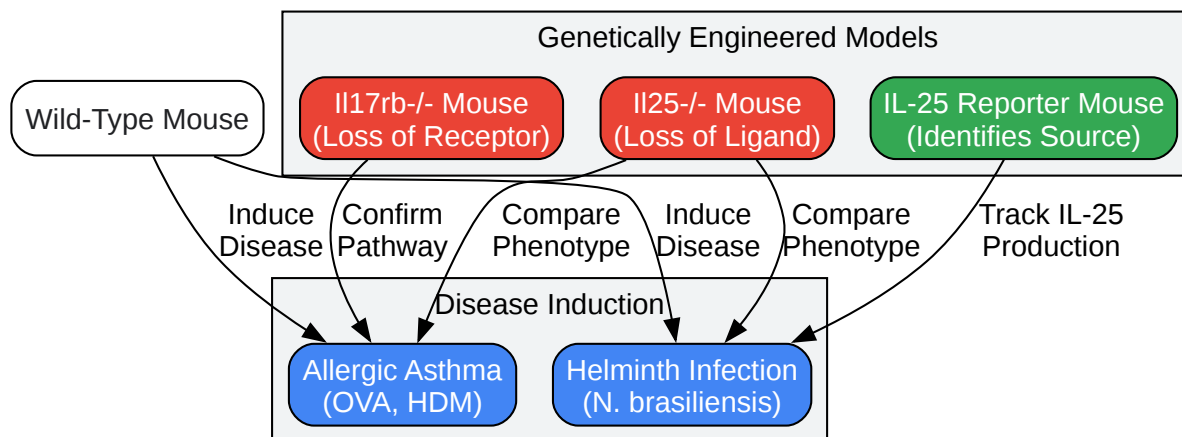 Genetically Engineered Models
Wild-Type Mouse
Il17rb-/- Mouse
(Loss of Receptor)
Il25-/- Mouse
(Loss of Ligand)
IL-25 Reporter Mouse
(Identifies Source)
Induce
Disease
Confirm
Pathway
Compare
Phenotype
Induce
Disease
Compare
Phenotype
Track IL-25
Production
Disease Induction
Allergic Asthma
(OVA, HDM)
Helminth Infection
(N. brasiliensis)